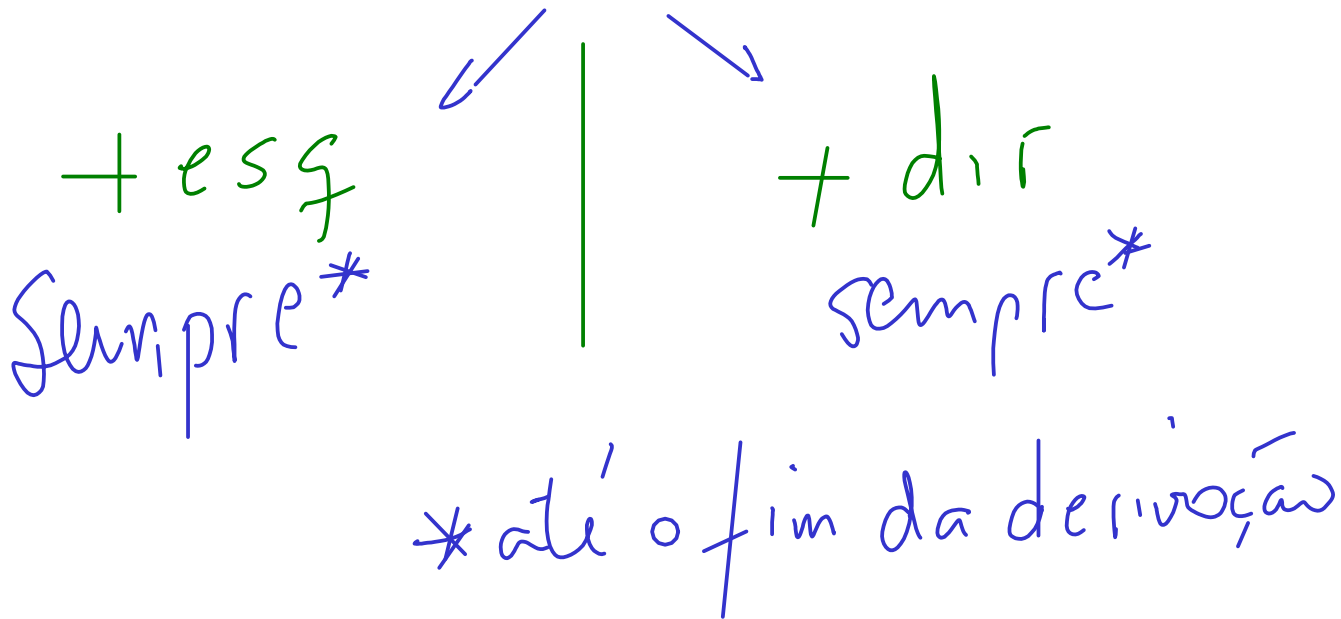 + esq + dir
Sempre* sempre*
* até o fim da derivação